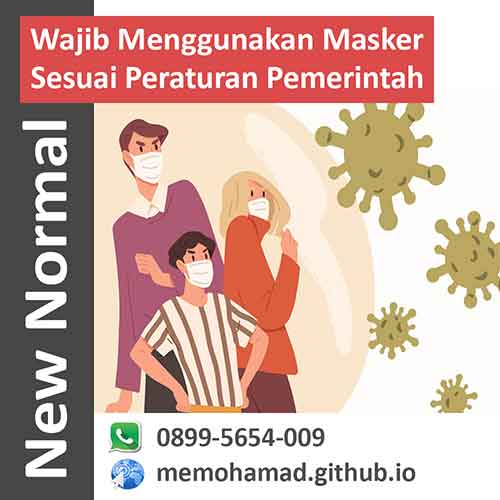 Wajib Menggunakan Masker
Sesuai Peraturan Pemerintah
New Normal
0899-5654-009
memohamad.github.io